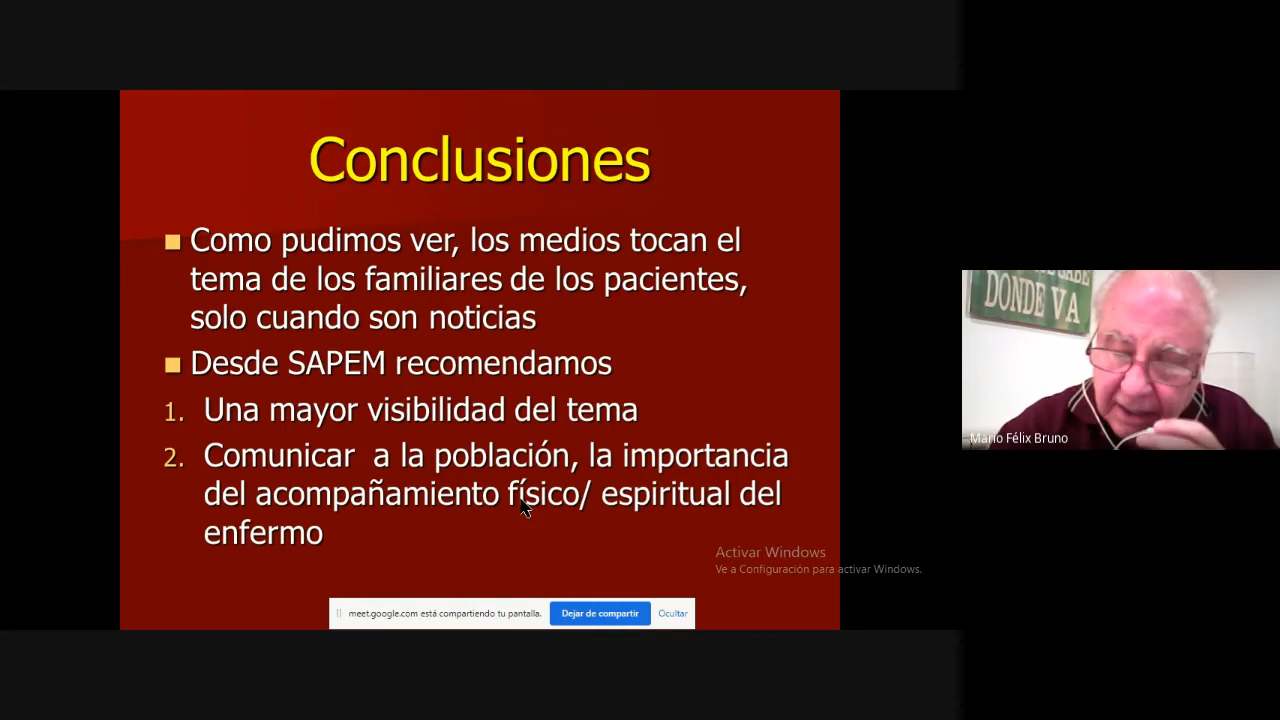 Conclusiones
Como pudimos ver, los medios tocan el
tema de los familiares de los pacientes,
solo cuando son noticias
Desde SAPEM recomendamos
1. Una mayor visibilidad del tema
2. Comunicar a la población, la importancia
del acompañamiento físico/ espiritual del
enfermo
Activar Windows
Ve a Configuración para activar Windows.
meet.google.com está compartiendo tu pantalla.
Dejar de compartir
Ocultar
DONDE VA
Mario Félix Bruno